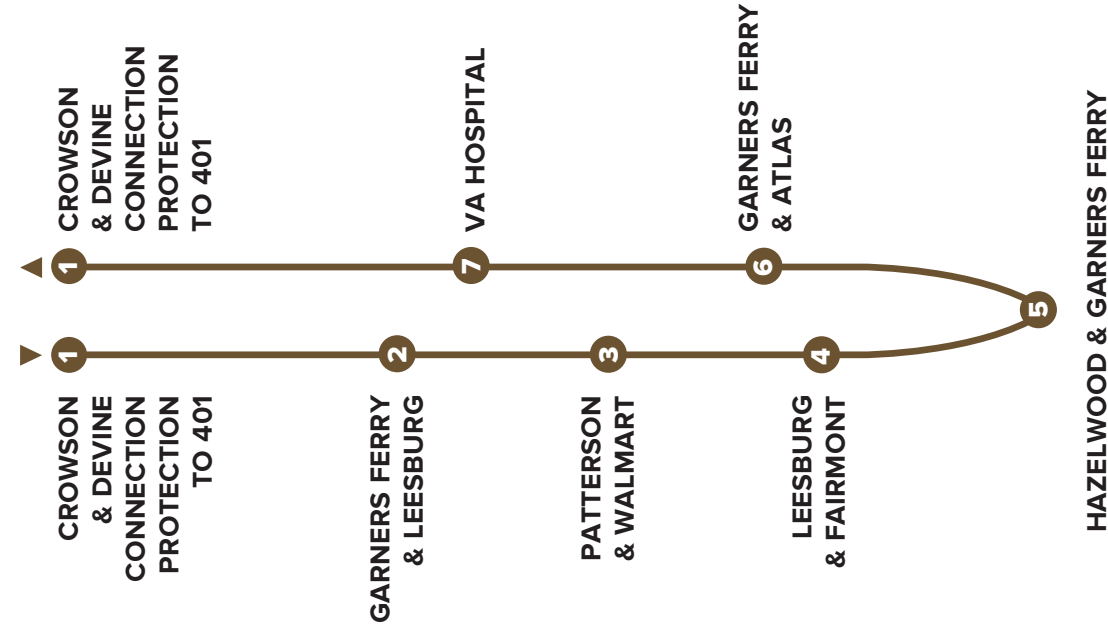 1
CROWSON
& DEVINE
CONNECTION
PROTECTION
TO 401
2
GARNERS FERRY
& LEESBURG
3
PATTERSON
& WALMART
4
LEESBURG
& FAIRMONT
5
HAZELWOOD & GARNERS FERRY
6
GARNERS FERRY
& ATLAS
7
VA HOSPITAL
1
CROWSON
& DEVINE
CONNECTION
PROTECTION
TO 401